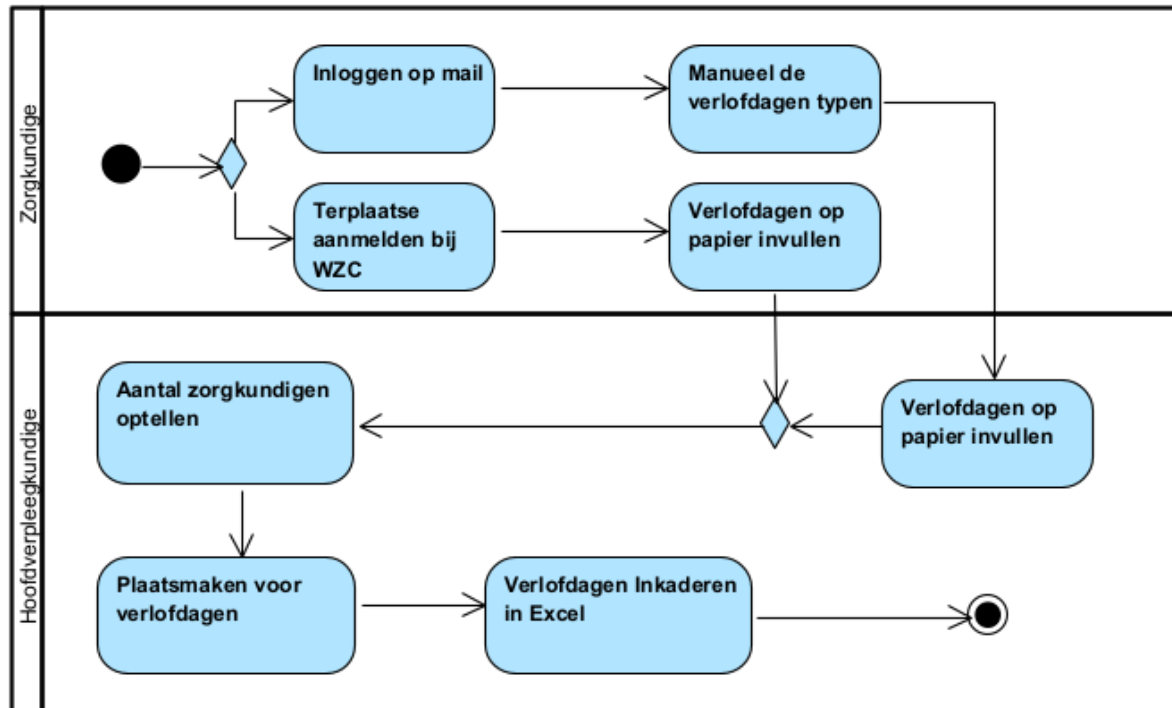 Zorgkundige
Inloggen op mail
Manueel de
verlofdagen typen
Terplaatse
aanmelden bij
WZC
Verlofdagen op
papier invullen
Hoofdverpleegkundige
Aantal zorgkundigen
optellen
Verlofdagen op
papier invullen
Plaatsmaken voor
verlofdagen
Verlofdagen Inkaderen
in Excel